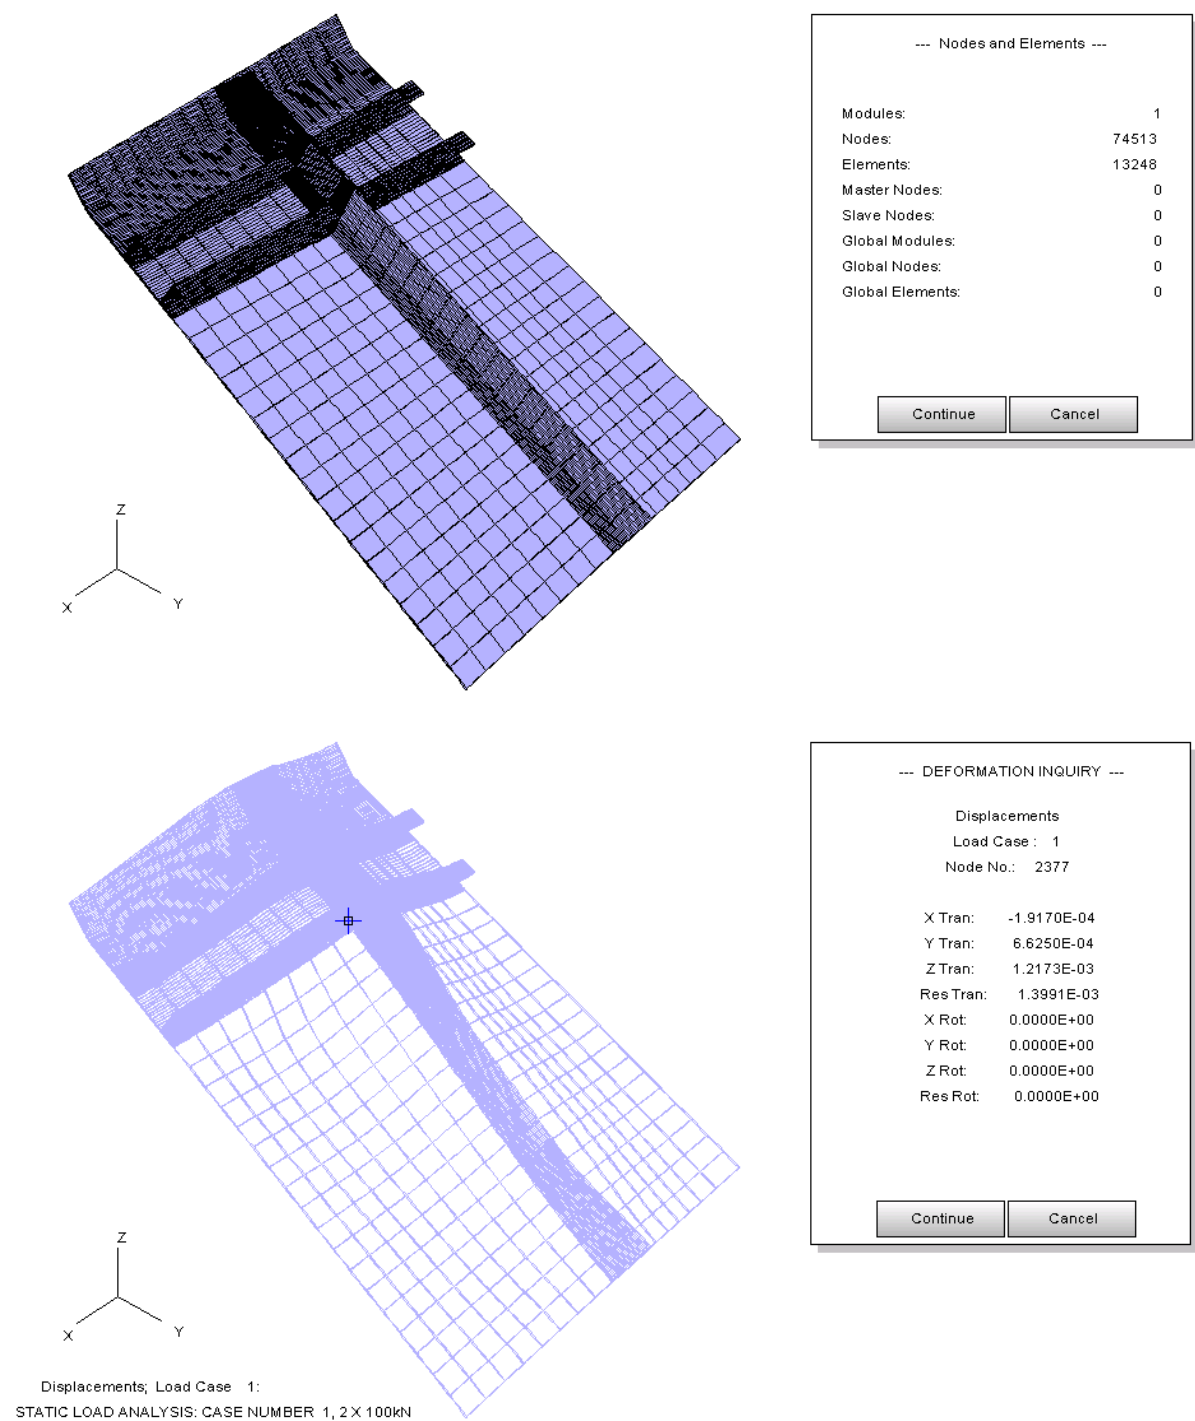 --- Nodes and Elements ---
Modules: 1
Nodes: 74513
Elements: 13248
Master Nodes: 0
Slave Nodes: 0
Global Modules: 0
Global Nodes: 0
Global Elements: 0
Continue Cancel
Z
X Y
--- DEFORMATION INQUIRY ---
Displacements
Load Case : 1
Node No.: 2377
X Tran: -1.9170E-04
Y Tran: 6.6250E-04
Z Tran: 1.2173E-03
Res Tran: 1.3991E-03
X Rot: 0.0000E+00
Y Rot: 0.0000E+00
Z Rot: 0.0000E+00
Res Rot: 0.0000E+00
Continue Cancel
Z
X Y
Displacements; Load Case 1:
STATIC LOAD ANALYSIS: CASE NUMBER 1, 2 X 100kN